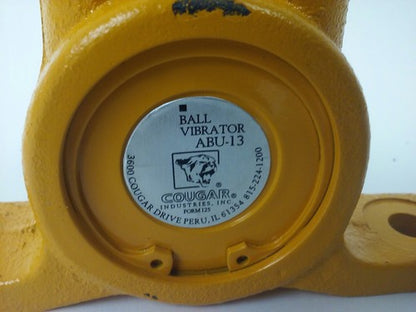 BALL
VIBRATOR
ABU-13
COUGAR®
INDUSTRIES, INC.
FORM 125
3600 COUGAR DRIVE PERU, IL 61354 815-224-1200